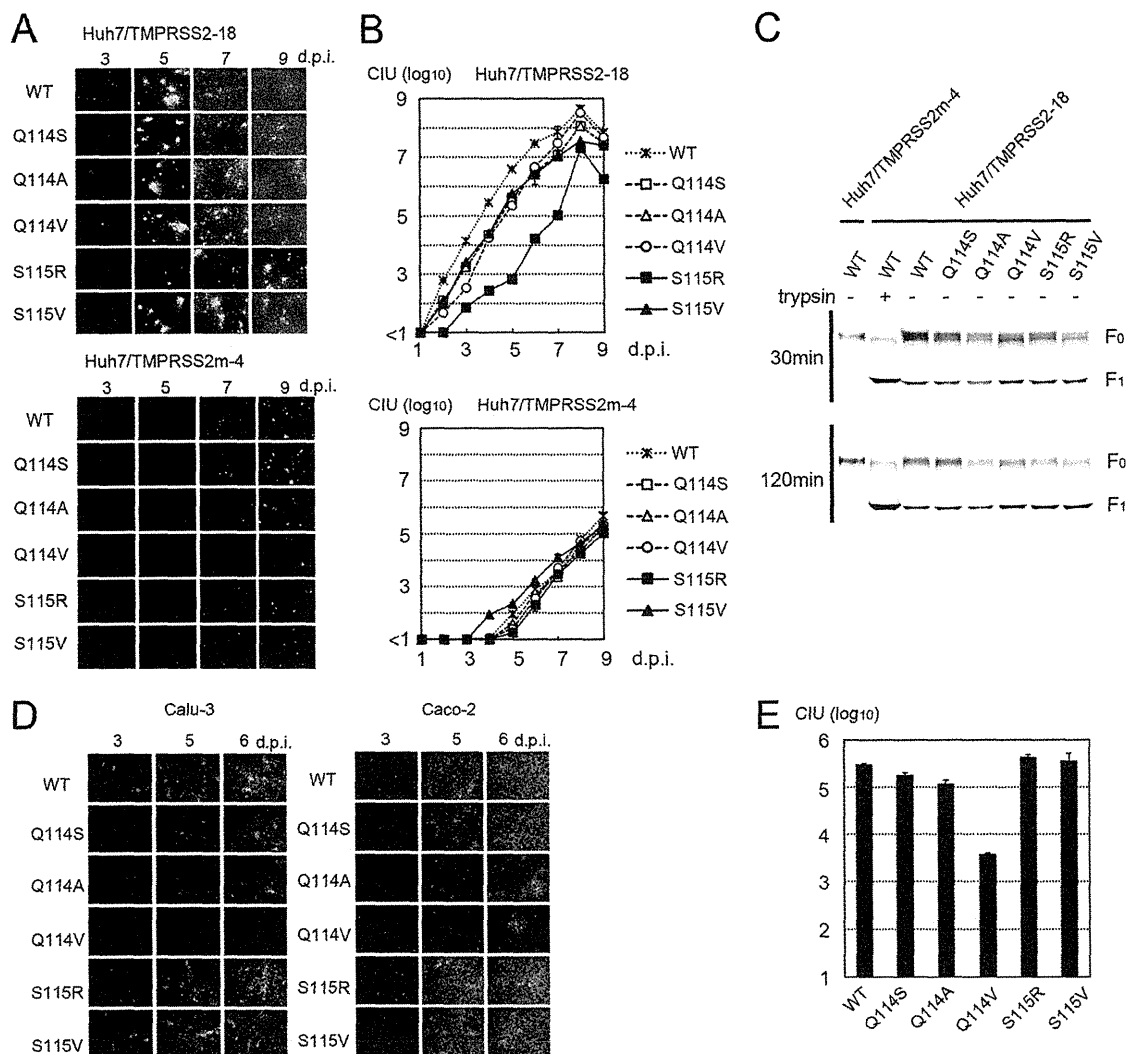 A
Huh7/TMPRSS2-18
3 5 7 9 d.p.i.
WT
Q114S
Q114A
Q114V
S115R
S115V
Huh7/TMPRSS2m-4
3 5 7 9 d.p.i.
WT
Q114S
Q114A
Q114V
S115R
S115V
B
CIU (log10) Huh7/TMPRSS2-18
9
7
5
3
<1
1 3 5 7 9 d.p.i.
WT
Q114S
Q114A
Q114V
S115R
S115V
CIU (log10) Huh7/TMPRSS2m-4
9
7
5
3
<1
1 3 5 7 9 d.p.i.
WT
Q114S
Q114A
Q114V
S115R
S115V
C
Huh7/TMPRSS2m-4
Huh7/TMPRSS2-18
WT WT WT Q114S Q114A Q114V S115R S115V
trypsin - + - - - - - -
30min
F0
F1
120min
F0
F1
D
Calu-3
3 5 6 d.p.i.
WT
Q114S
Q114A
Q114V
S115R
S115V
Caco-2
3 5 6 d.p.i.
WT
Q114S
Q114A
Q114V
S115R
S115V
E
CIU (log10)
6
5
4
3
2
1
WT Q114S Q114A Q114V S115R S115V